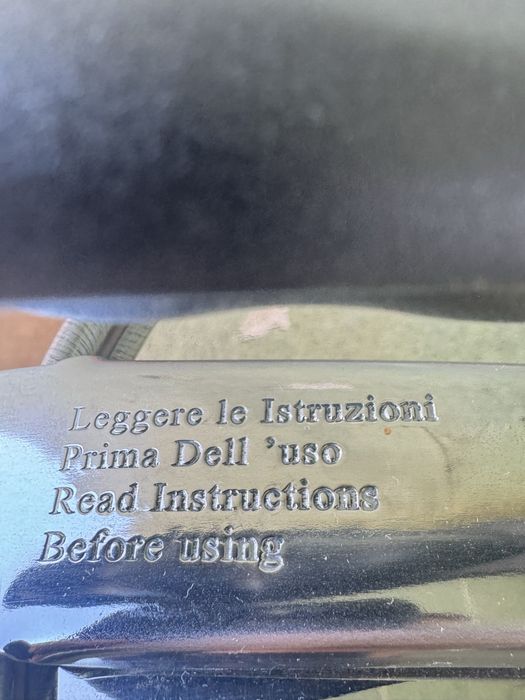 Leggere le Istruzioni
Prima Dell 'uso
Read Instructions
Before using